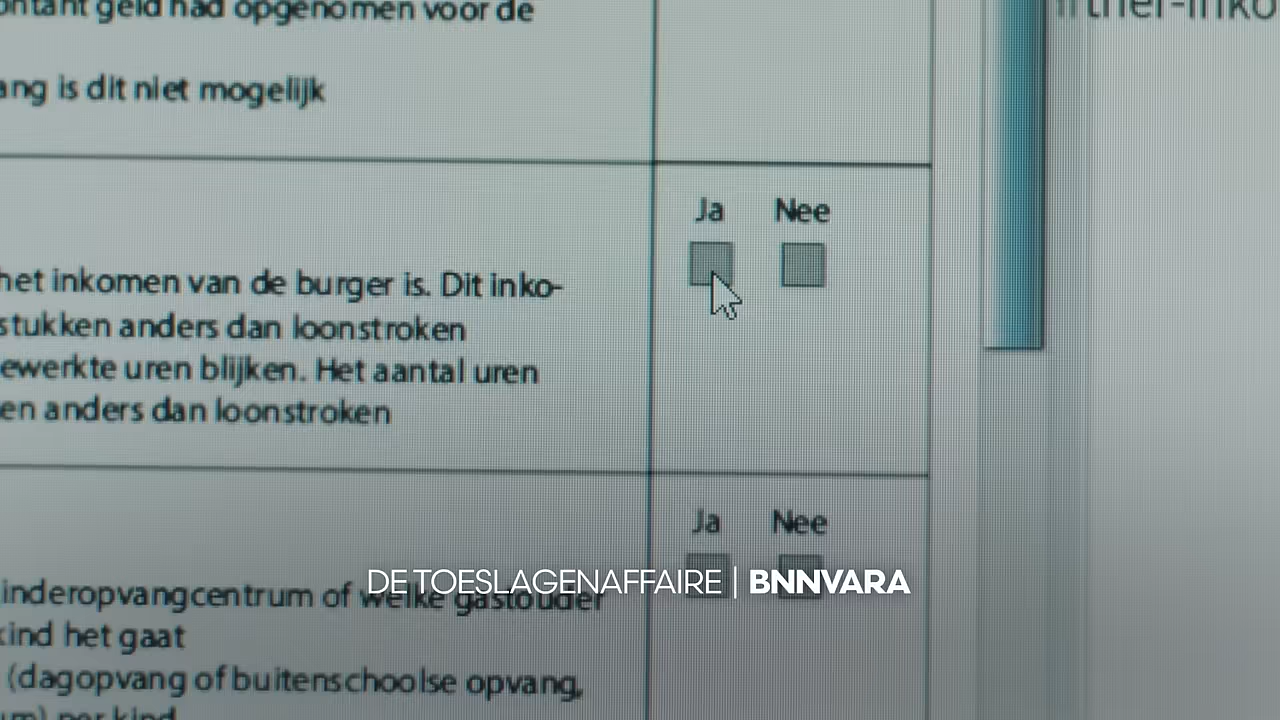 geld had opgenomen voor de
ang is dit niet mogelijk
Ja Nee
het inkomen van de burger is. Dit inko-
stukken anders dan loonstroken
ewerkte uren blijken. Het aantal uren
en anders dan loonstroken
Ja Nee
DE TOESLAGENAFFAIRE | BNNVARA
inderopvangcentrum of welke gastouder
kind het gaat
(dagopvang of buitenschoolse opvang,
per kind